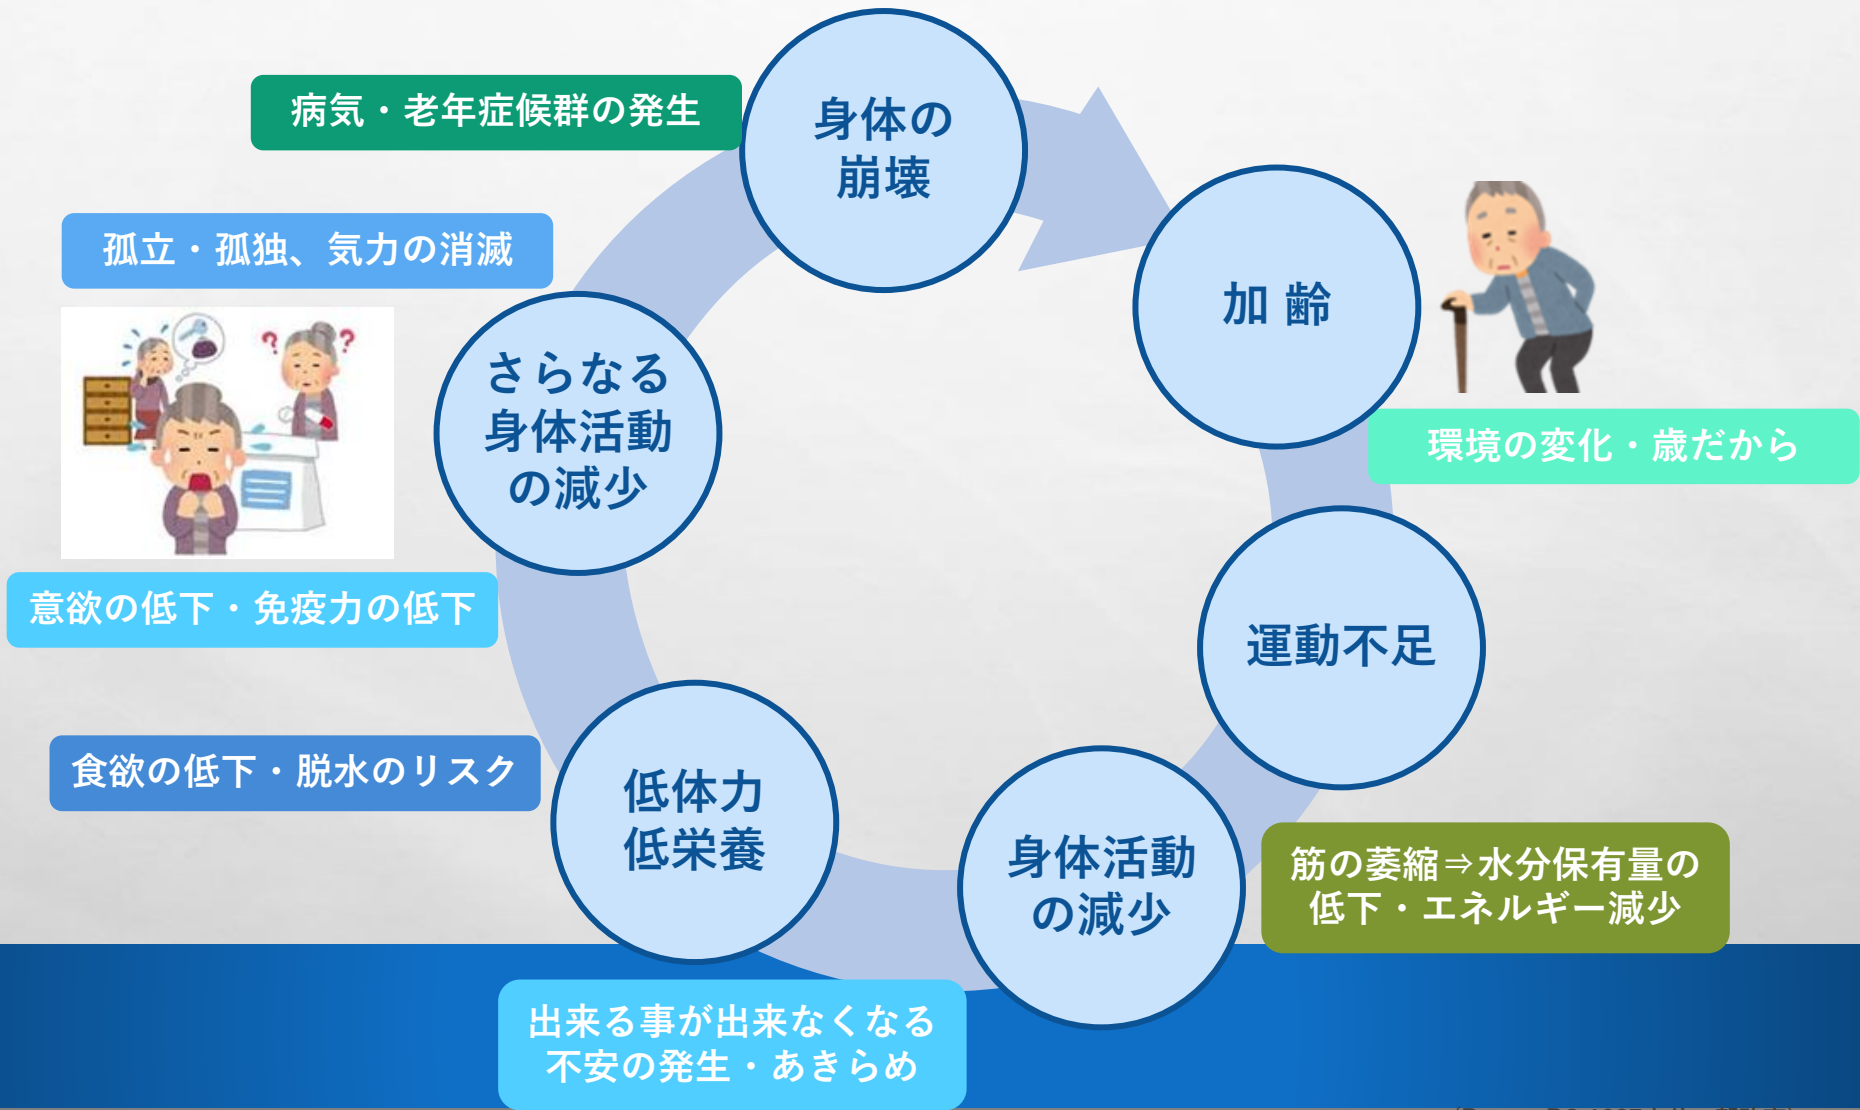 身体の
崩壊
病気・老年症候群の発生
加 齢
環境の変化・歳だから
運動不足
身体活動
の減少
筋の萎縮⇒水分保有量の
低下・エネルギー減少
出来る事が出来なくなる
不安の発生・あきらめ
低体力
低栄養
食欲の低下・脱水のリスク
意欲の低下・免疫力の低下
さらなる
身体活動
の減少
孤立・孤独、気力の消滅
? ?